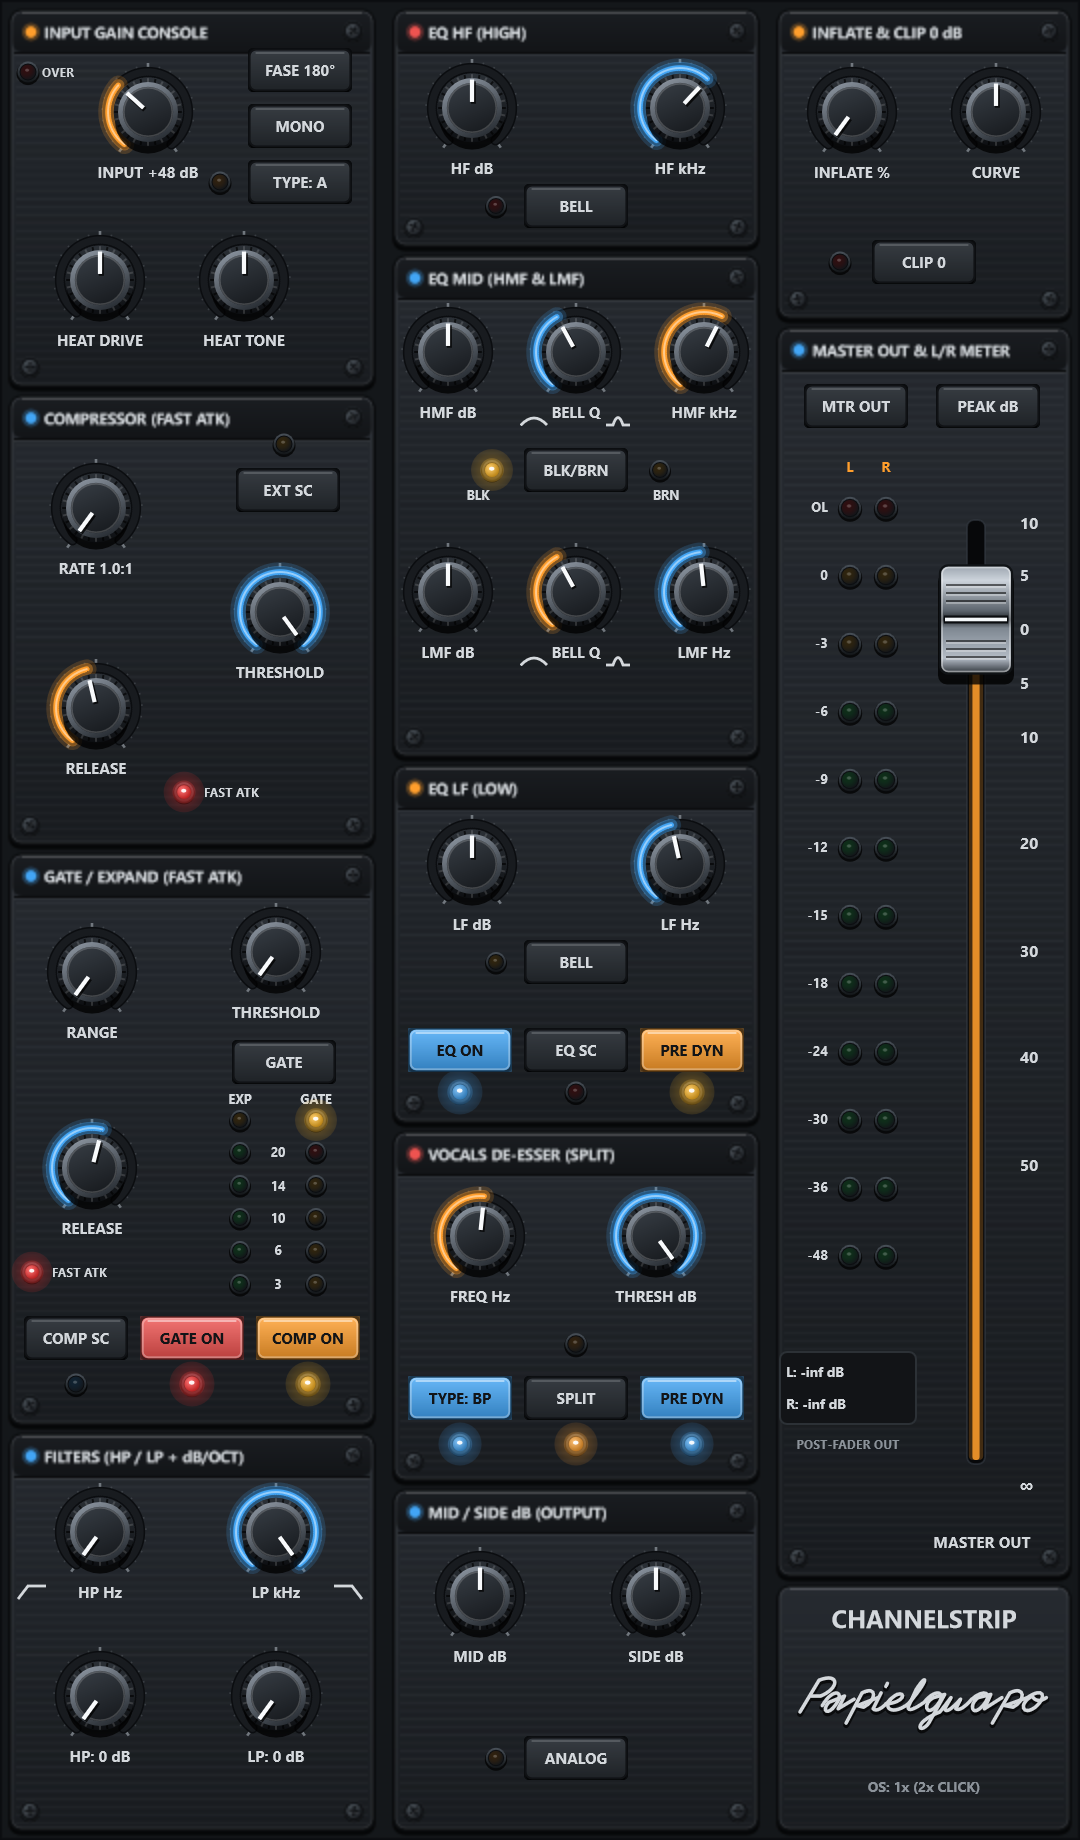 INPUT GAIN CONSOLE
OVER
FASE 180°
MONO
INPUT +48 dB
TYPE: A
HEAT DRIVE
HEAT TONE
COMPRESSOR (FAST ATK)
EXT SC
RATE 1.0:1
THRESHOLD
RELEASE
FAST ATK
GATE / EXPAND (FAST ATK)
RANGE
THRESHOLD
GATE
EXP
GATE
20
14
10
6
3
RELEASE
FAST ATK
COMP SC
GATE ON
COMP ON
FILTERS (HP / LP + dB/OCT)
HP Hz
LP kHz
HP: 0 dB
LP: 0 dB
EQ HF (HIGH)
HF dB
HF kHz
BELL
EQ MID (HMF & LMF)
HMF dB
BELL Q
HMF kHz
BLK/BRN
BLK
BRN
LMF dB
BELL Q
LMF Hz
EQ LF (LOW)
LF dB
LF Hz
BELL
EQ ON
EQ SC
PRE DYN
VOCALS DE-ESSER (SPLIT)
FREQ Hz
THRESH dB
TYPE: BP
SPLIT
PRE DYN
MID / SIDE dB (OUTPUT)
MID dB
SIDE dB
ANALOG
INFLATE & CLIP 0 dB
INFLATE %
CURVE
CLIP 0
MASTER OUT & L/R METER
MTR OUT
PEAK dB
L
R
OL
0
-3
-6
-9
-12
-15
-18
-24
-30
-36
-48
10
5
0
5
10
20
30
40
50
∞
L: -inf dB
R: -inf dB
POST-FADER OUT
MASTER OUT
CHANNELSTRIP
Papielguapo
OS: 1x (2x CLICK)